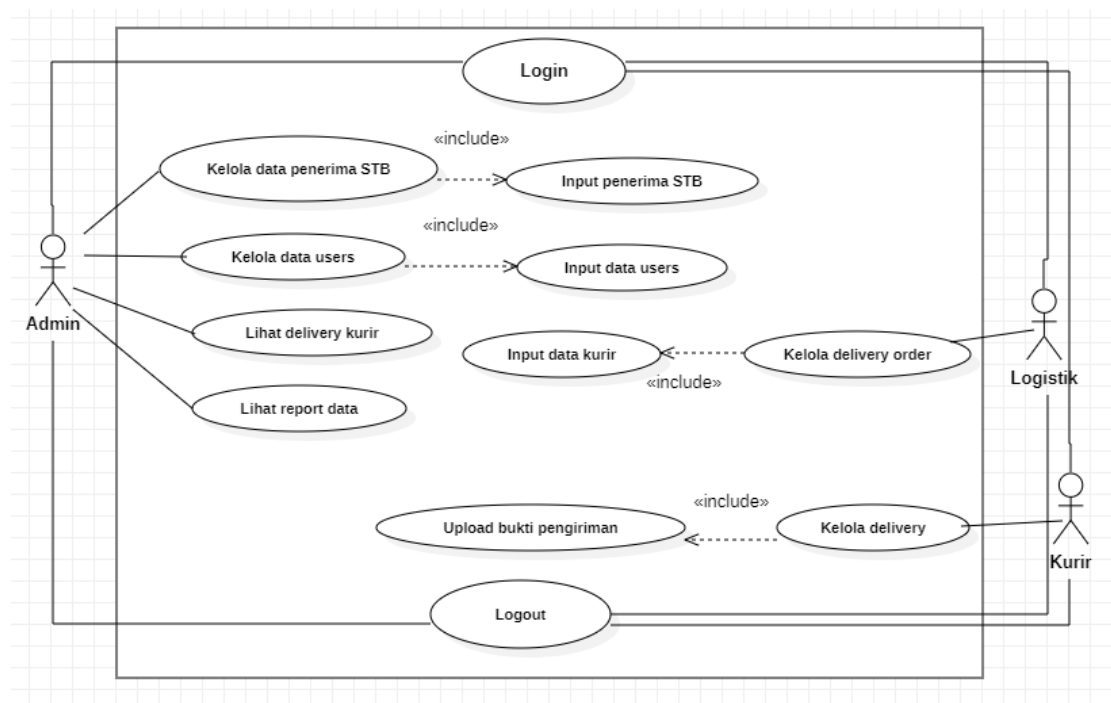 Login
«include»
Kelola data penerima STB
Input penerima STB
«include»
Kelola data users
Input data users
Admin
Lihat delivery kurir
Input data kurir
Kelola delivery order
«include»
Logistik
Lihat report data
«include»
Upload bukti pengiriman
Kelola delivery
Kurir
Logout